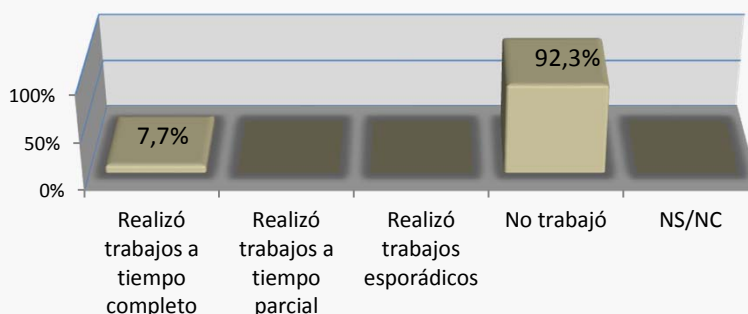 92,3%
100%
7,7%
50%
0%
Realizó
trabajos a
tiempo
completo
Realizó
trabajos a
tiempo
parcial
Realizó
trabajos
esporádicos
No trabajó
NS/NC